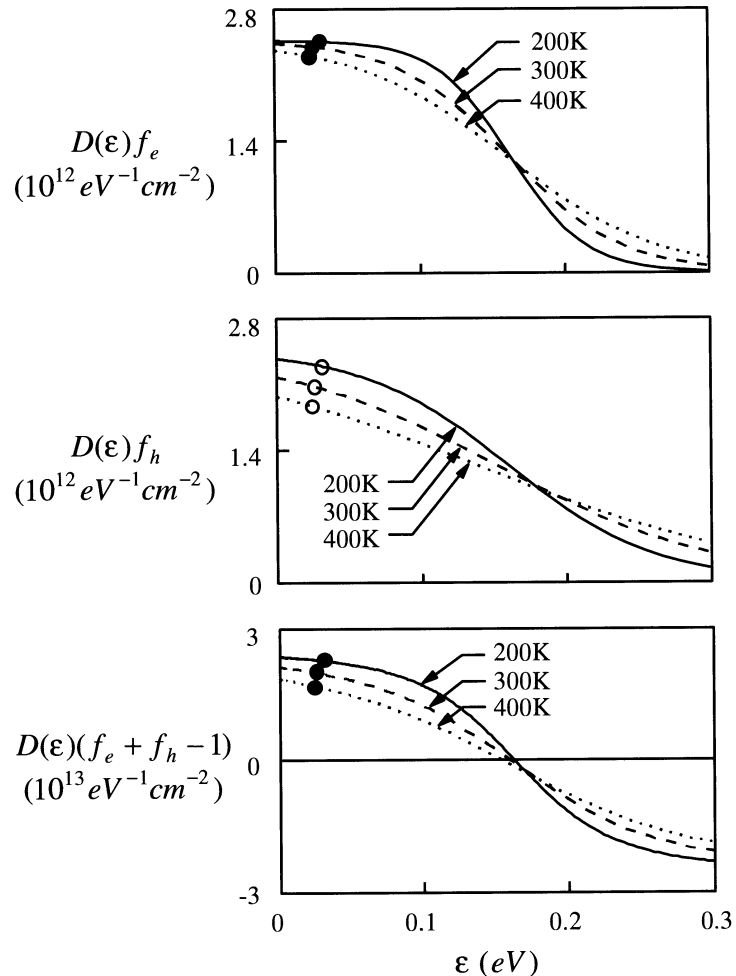 2.8
200K
300K
400K
D(ε)f_e
1.4
(10^12 eV^−1 cm^−2)
0
2.8
D(ε)f_h
1.4
(10^12 eV^−1 cm^−2)
200K
300K
400K
0
3
200K
300K
400K
D(ε)(f_e + f_h − 1)
0
(10^13 eV^−1 cm^−2)
-3
0
0.1
0.2
0.3
ε (eV)